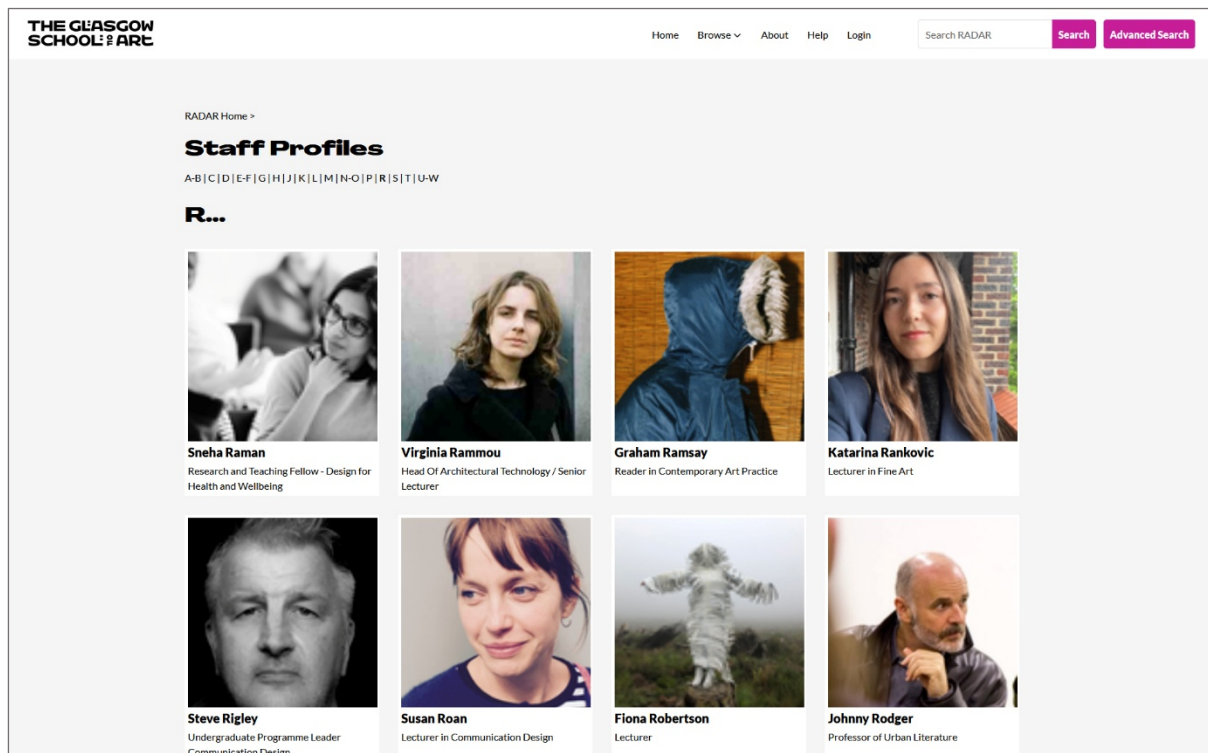 THE GLASGOW
SCHOOL OF ART
Home Browse About Help Login Search RADAR Search Advanced Search
RADAR Home >
Staff Profiles
A-B | C | D | E-F | G | H | J | K | L | M | N-O | P | R | S | T | U-W
R...
Sneha Raman
Research and Teaching Fellow - Design for
Health and Wellbeing
Virginia Rammou
Head Of Architectural Technology / Senior
Lecturer
Graham Ramsay
Reader in Contemporary Art Practice
Katarina Rankovic
Lecturer in Fine Art
Steve Rigley
Undergraduate Programme Leader
Communication Design
Susan Roan
Lecturer in Communication Design
Fiona Robertson
Lecturer
Johnny Rodger
Professor of Urban Literature